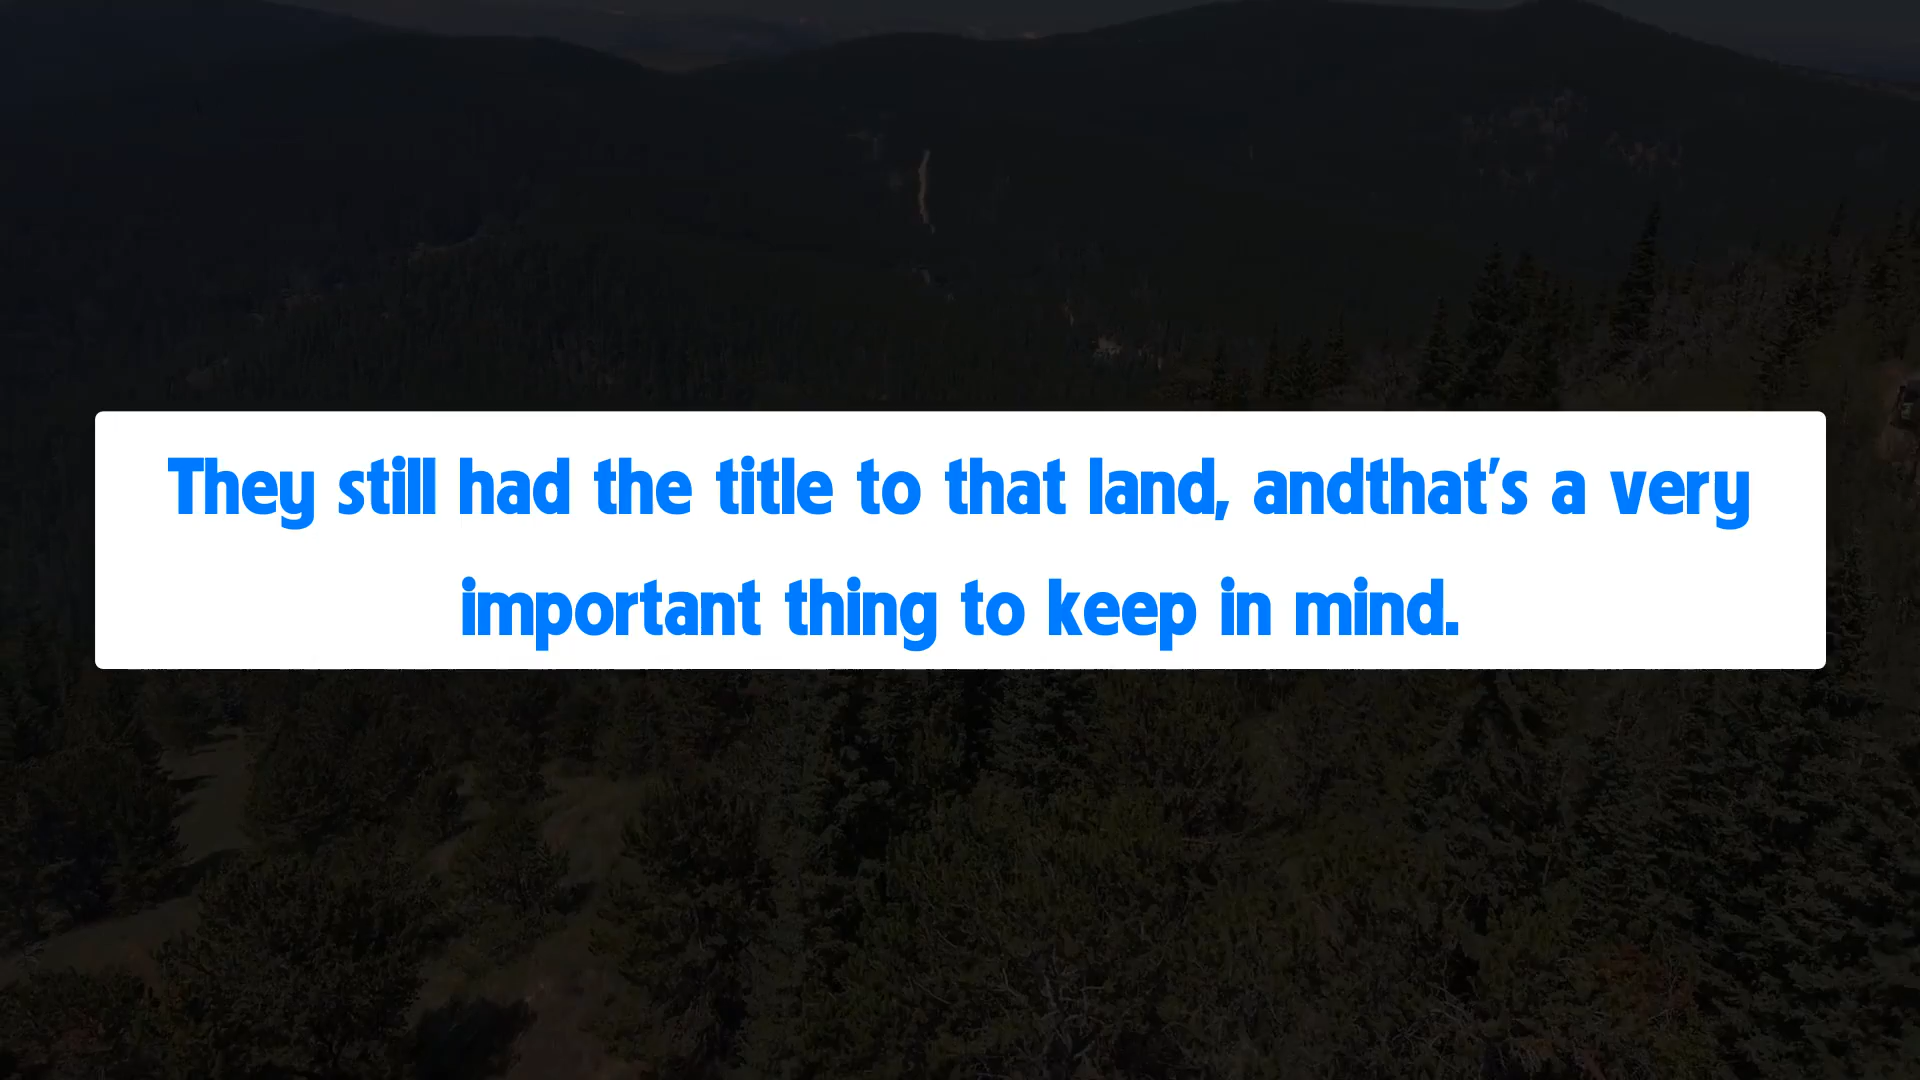 They still had the title to that land, andthat's a very
important thing to keep in mind.